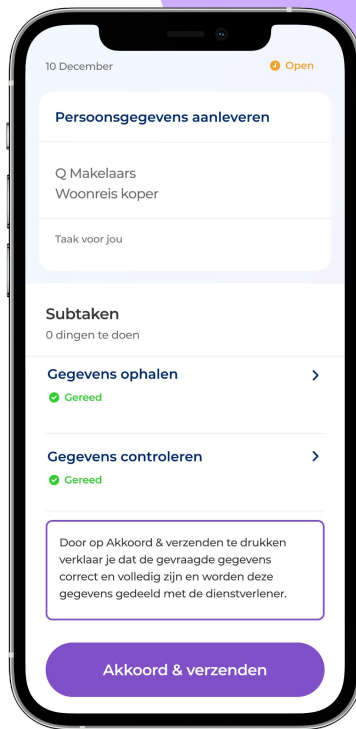 10 December
Open
Persoonsgegevens aanleveren
Q Makelaars
Woonreis koper
Taak voor jou
Subtaken
0 dingen te doen
Gegevens ophalen
Gereed
Gegevens controleren
Gereed
Door op Akkoord & verzenden te drukken
verklaar je dat de gevraagde gegevens
correct en volledig zijn en worden deze
gegevens gedeeld met de dienstverlener.
Akkoord & verzenden